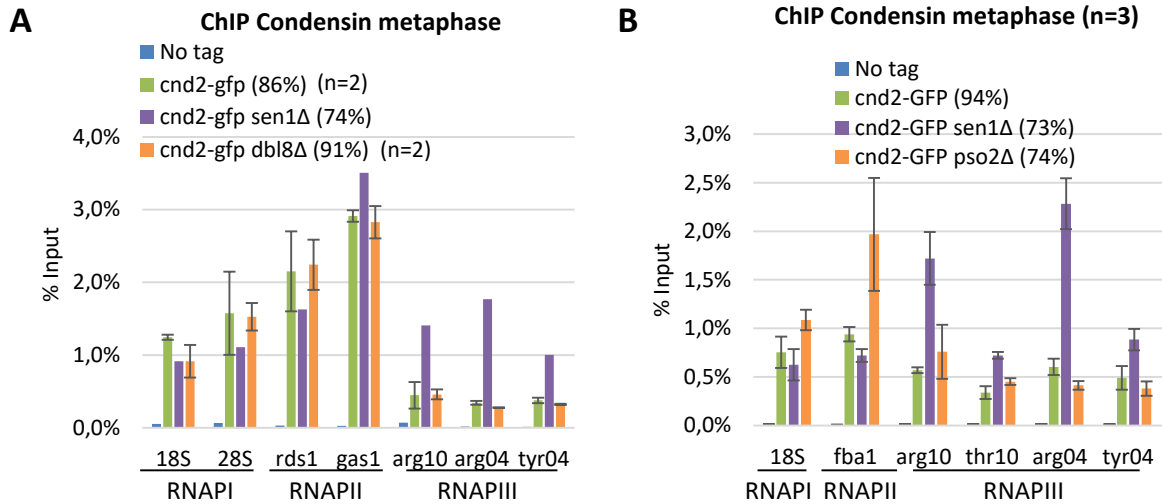 A
ChIP Condensin metaphase
No tag
cnd2-gfp (86%) (n=2)
cnd2-gfp sen1Δ (74%)
cnd2-gfp dbl8Δ (91%) (n=2)
4,0%
3,0%
2,0%
1,0%
0,0%
% Input
18S 28S rds1 gas1 arg10 arg04 tyr04
RNAPI RNAPII RNAPIII
B
ChIP Condensin metaphase (n=3)
No tag
cnd2-GFP (94%)
cnd2-GFP sen1Δ (73%)
cnd2-GFP pso2Δ (74%)
3,0%
2,5%
2,0%
1,5%
1,0%
0,5%
0,0%
% Input
18S fba1 arg10 thr10 arg04 tyr04
RNAPI RNAPII RNAPIII